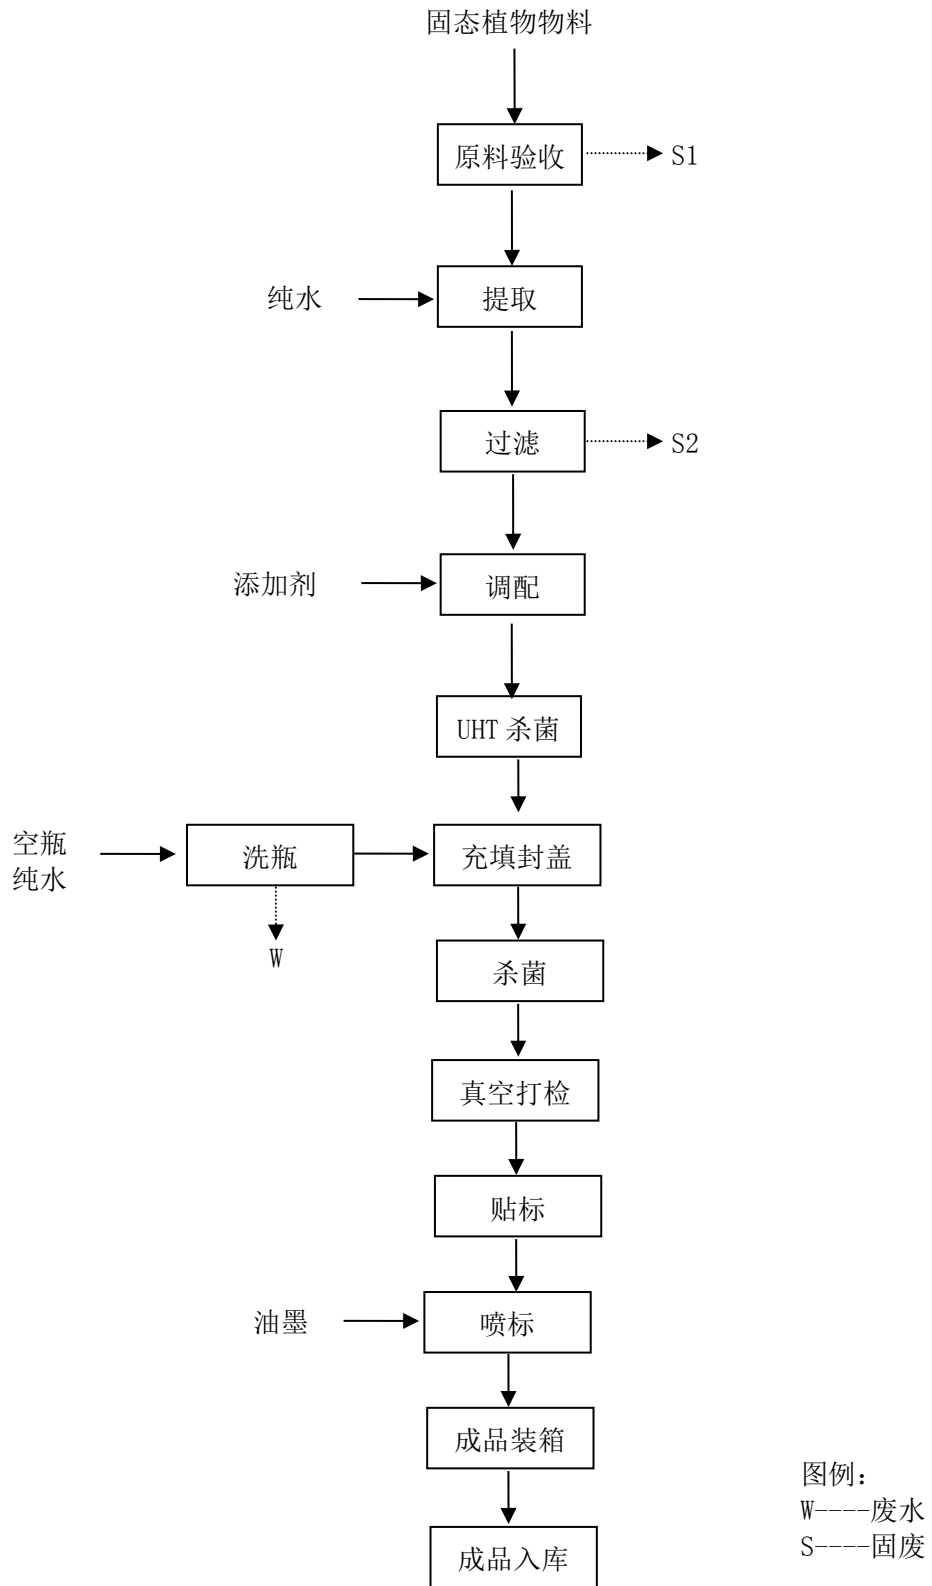 固态植物物料
原料验收
S1
纯水
提取
过滤
S2
添加剂
调配
UHT 杀菌
空瓶
纯水
洗瓶
充填封盖
W
杀菌
真空打检
贴标
油墨
喷标
成品装箱
成品入库
图例：
W----废水
S----固废